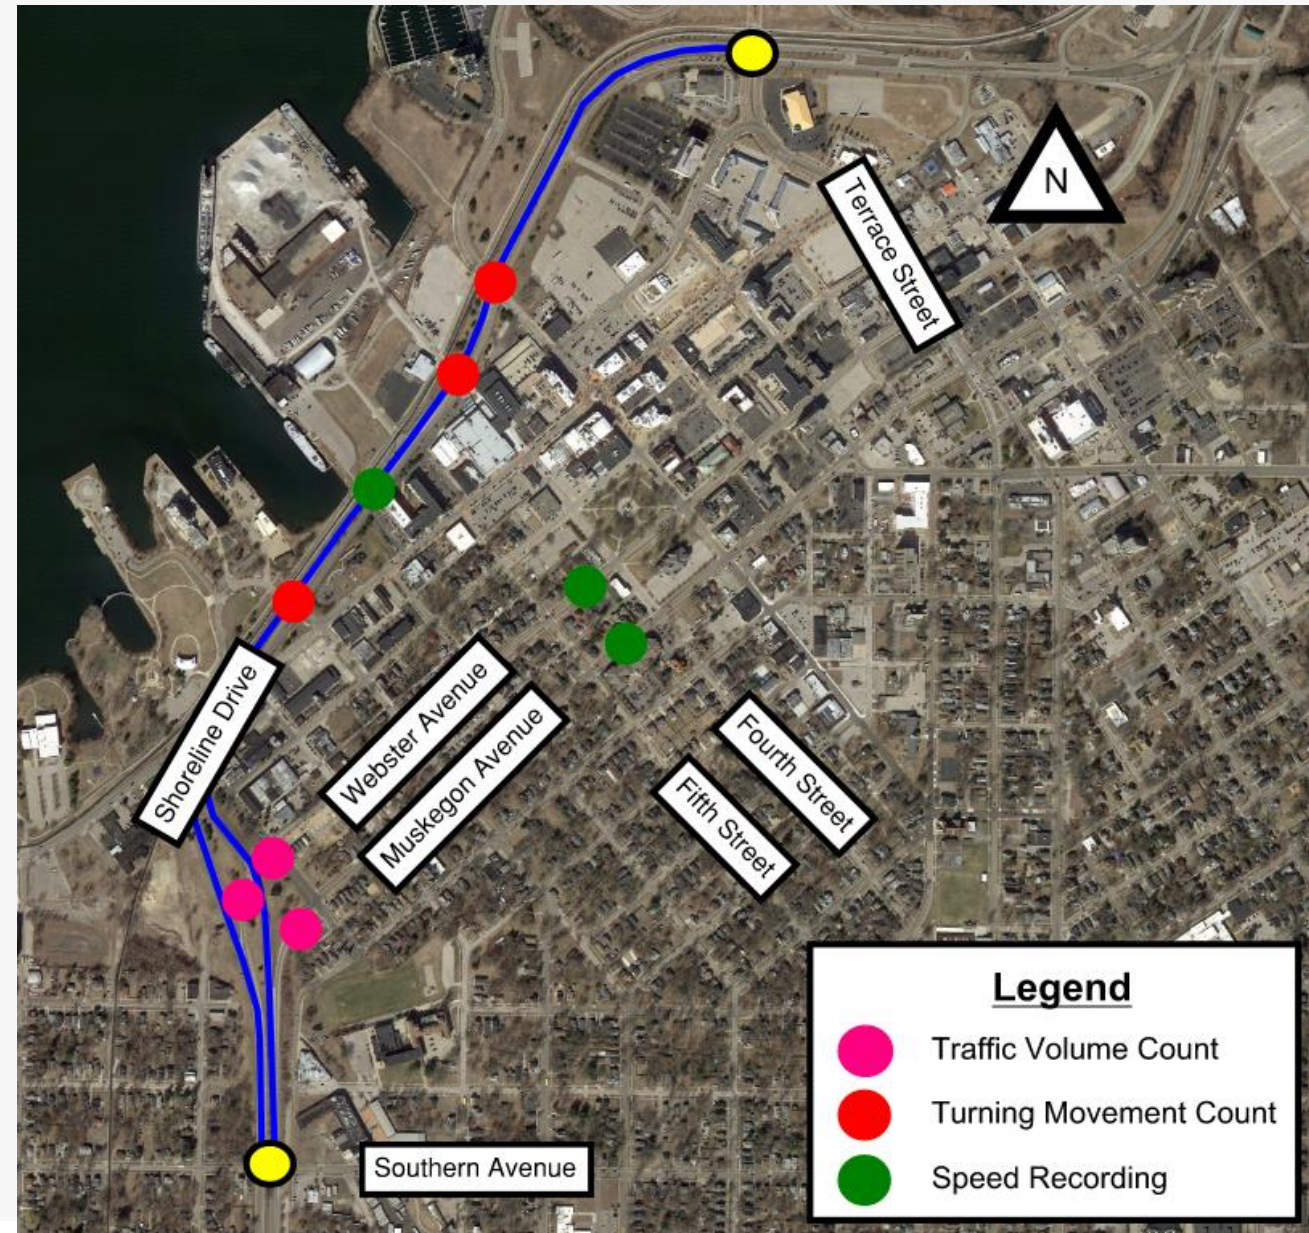 N
Terrace Street
Shoreline Drive
Webster Avenue
Muskegon Avenue
Fourth Street
Fifth Street
Southern Avenue
Legend
Traffic Volume Count
Turning Movement Count
Speed Recording